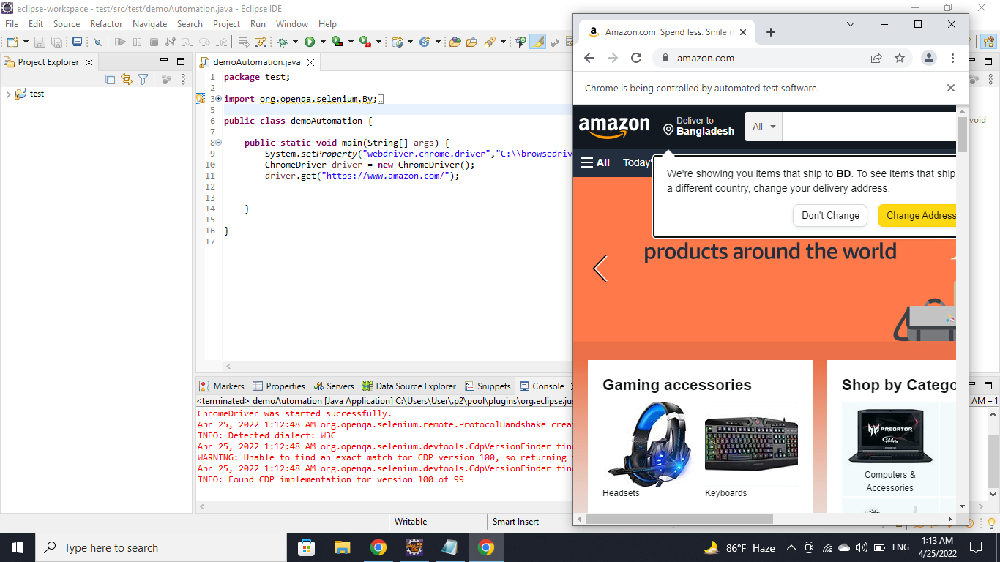 eclipse-workspace - test/src/test/demoAutomation.java - Eclipse IDE
File Edit Source Refactor Navigate Search Project Run Window Help
Project Explorer
test
demoAutomation.java
1 package test;
2
3 import org.openqa.selenium.By;
5
6 public class demoAutomation {
7
8 public static void main(String[] args) {
9 System.setProperty("webdriver.chrome.driver","C:\\browsedriv
10 ChromeDriver driver = new ChromeDriver();
11 driver.get("https://www.amazon.com/");
12
13
14 }
15
16 }
17
void
Markers Properties Servers Data Source Explorer Snippets Console
<terminated> demoAutomation [Java Application] C:\Users\User\.p2\pool\plugins\org.eclipse.jus
AM – 1:
ChromeDriver was started successfully.
Apr 25, 2022 1:12:48 AM org.openqa.selenium.remote.ProtocolHandshake crea
INFO: Detected dialect: W3C
Apr 25, 2022 1:12:48 AM org.openqa.selenium.devtools.CdpVersionFinder fin
WARNING: Unable to find an exact match for CDP version 100, so returning
Apr 25, 2022 1:12:48 AM org.openqa.selenium.devtools.CdpVersionFinder fin
INFO: Found CDP implementation for version 100 of 99
Writable Smart Insert
Amazon.com. Spend less. Smile
amazon.com
Chrome is being controlled by automated test software.
amazon
Deliver to
Bangladesh
All
All Today'
We're showing you items that ship to BD. To see items that ship
a different country, change your delivery address.
Don't Change Change Address
products around the world
Gaming accessories
Headsets Keyboards
Shop by Catego
PREDATOR
144Hz
Computers &
Accessories
Type here to search
86°F Haze
ENG
1:13 AM
4/25/2022